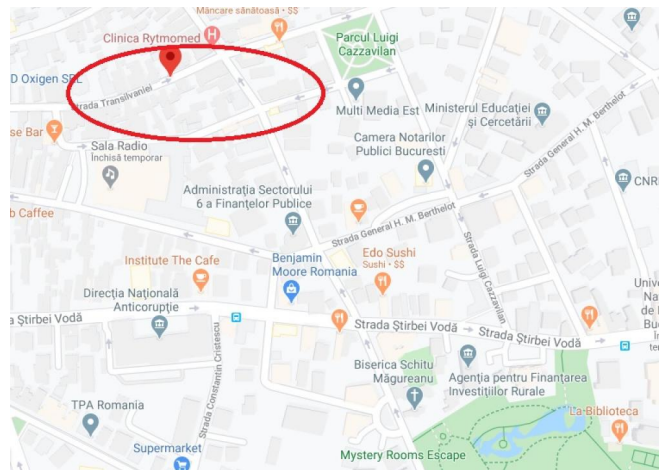 Mâncare sănătoasă • $$
Clinica Rytmomed
H
Parcul Luigi
Cazzavilan
D Oxigen SRL
Strada Transilvaniei
Multi Media Est
Ministerul Educației
și Cercetării
se Bar
Sala Radio
Închisă temporar
Camera Notarilor
Publici Bucuresti
Strada General H. M. Berthelot
CNR
Administrația Sectorului
6 a Finanțelor Publice
b Caffee
Strada General H. M. Berthelot
Institute The Cafe
Benjamin
Moore Romania
Edo Sushi
Sushi • $$
Strada Luigi Cazzavilan
Direcția Națională
Anticorupție
a Știrbei Vodă
Strada Știrbei Vodă
Strada Știrbei Vodă
Strada Constantin Cristescu
Biserica Schitu
Măgureanu
Agenția pentru Finanțarea
Investițiilor Rurale
TPA Romania
La Biblioteca
Supermarket
Mystery Rooms Escape